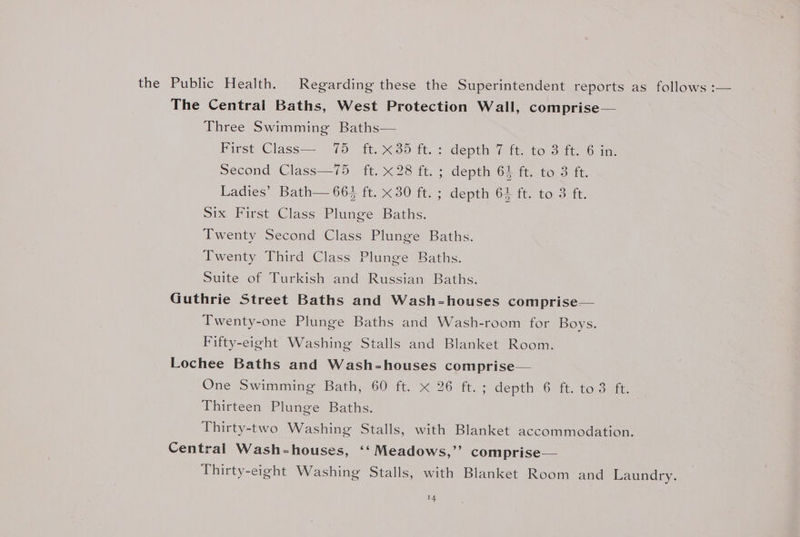 the Public Health. Regarding these the Superintendent reports as follows :—
The Central Baths, West Protection Wall, comprise—
Three Swimming Baths—
First Class— 75 ft. × 35 ft. : depth 7 ft. to 3 ft. 6 in.
Second Class—75 ft. × 28 ft. ; depth 6½ ft. to 3 ft.
Ladies’ Bath—66½ ft. × 30 ft. ; depth 6½ ft. to 3 ft.
Six First Class Plunge Baths.
Twenty Second Class Plunge Baths.
Twenty Third Class Plunge Baths.
Suite of Turkish and Russian Baths.
Guthrie Street Baths and Wash-houses comprise—
Twenty-one Plunge Baths and Wash-room for Boys.
Fifty-eight Washing Stalls and Blanket Room.
Lochee Baths and Wash-houses comprise—
One Swimming Bath, 60 ft. × 26 ft. ; depth 6 ft. to 3 ft.
Thirteen Plunge Baths.
Thirty-two Washing Stalls, with Blanket accommodation.
Central Wash-houses, ‘‘ Meadows,’’ comprise—
Thirty-eight Washing Stalls, with Blanket Room and Laundry.
14